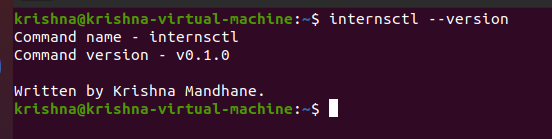 krishna@krishna-virtual-machine:~$ internsctl --version
Command name - internsctl
Command version - v0.1.0
Written by Krishna Mandhane.
krishna@krishna-virtual-machine:~$